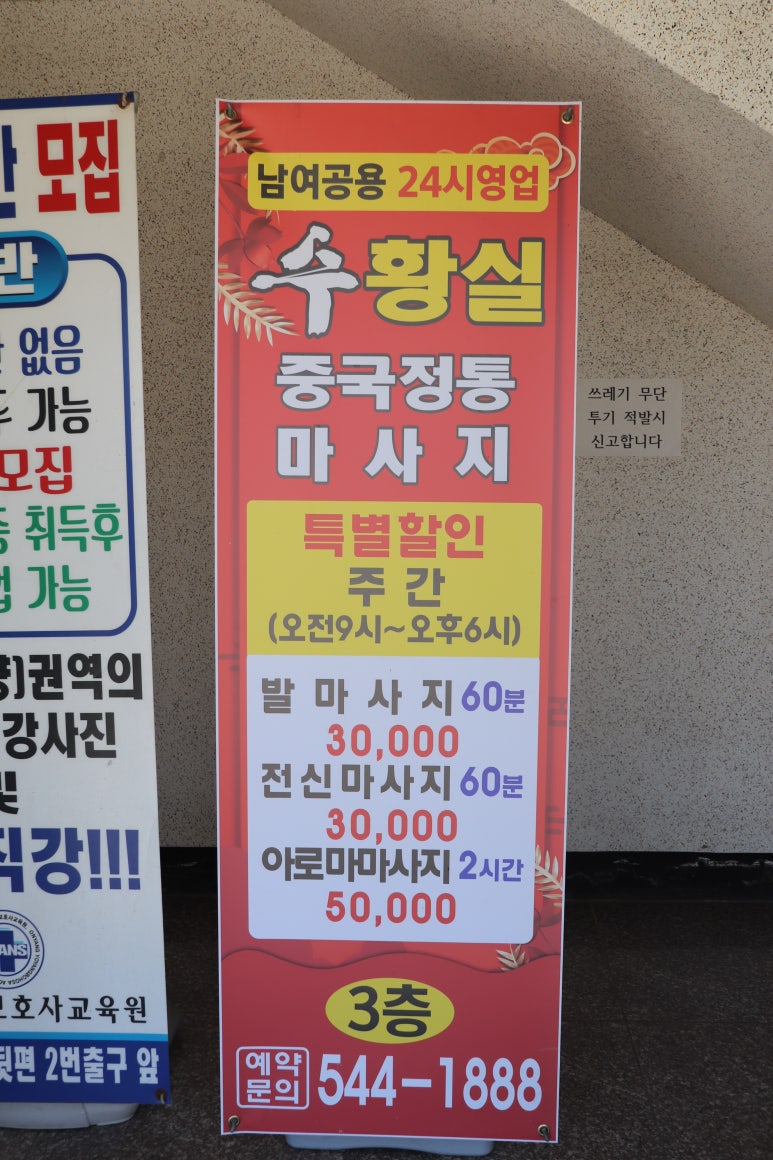 모집
반
없음
가능
모집
취득후
가능
권역의
강사진
및
직강!!!
호사교육원
뒷편 2번출구 앞
남여공용 24시영업
수황실
중국정통
마 사 지
특별할인
주 간
(오전9시~오후6시)
발 마 사 지 60분
30,000
전신마사지 60분
30,000
아로마마사지 2시간
50,000
3층
예약
문의 544-1888
쓰레기 무단
투기 적발시
신고합니다